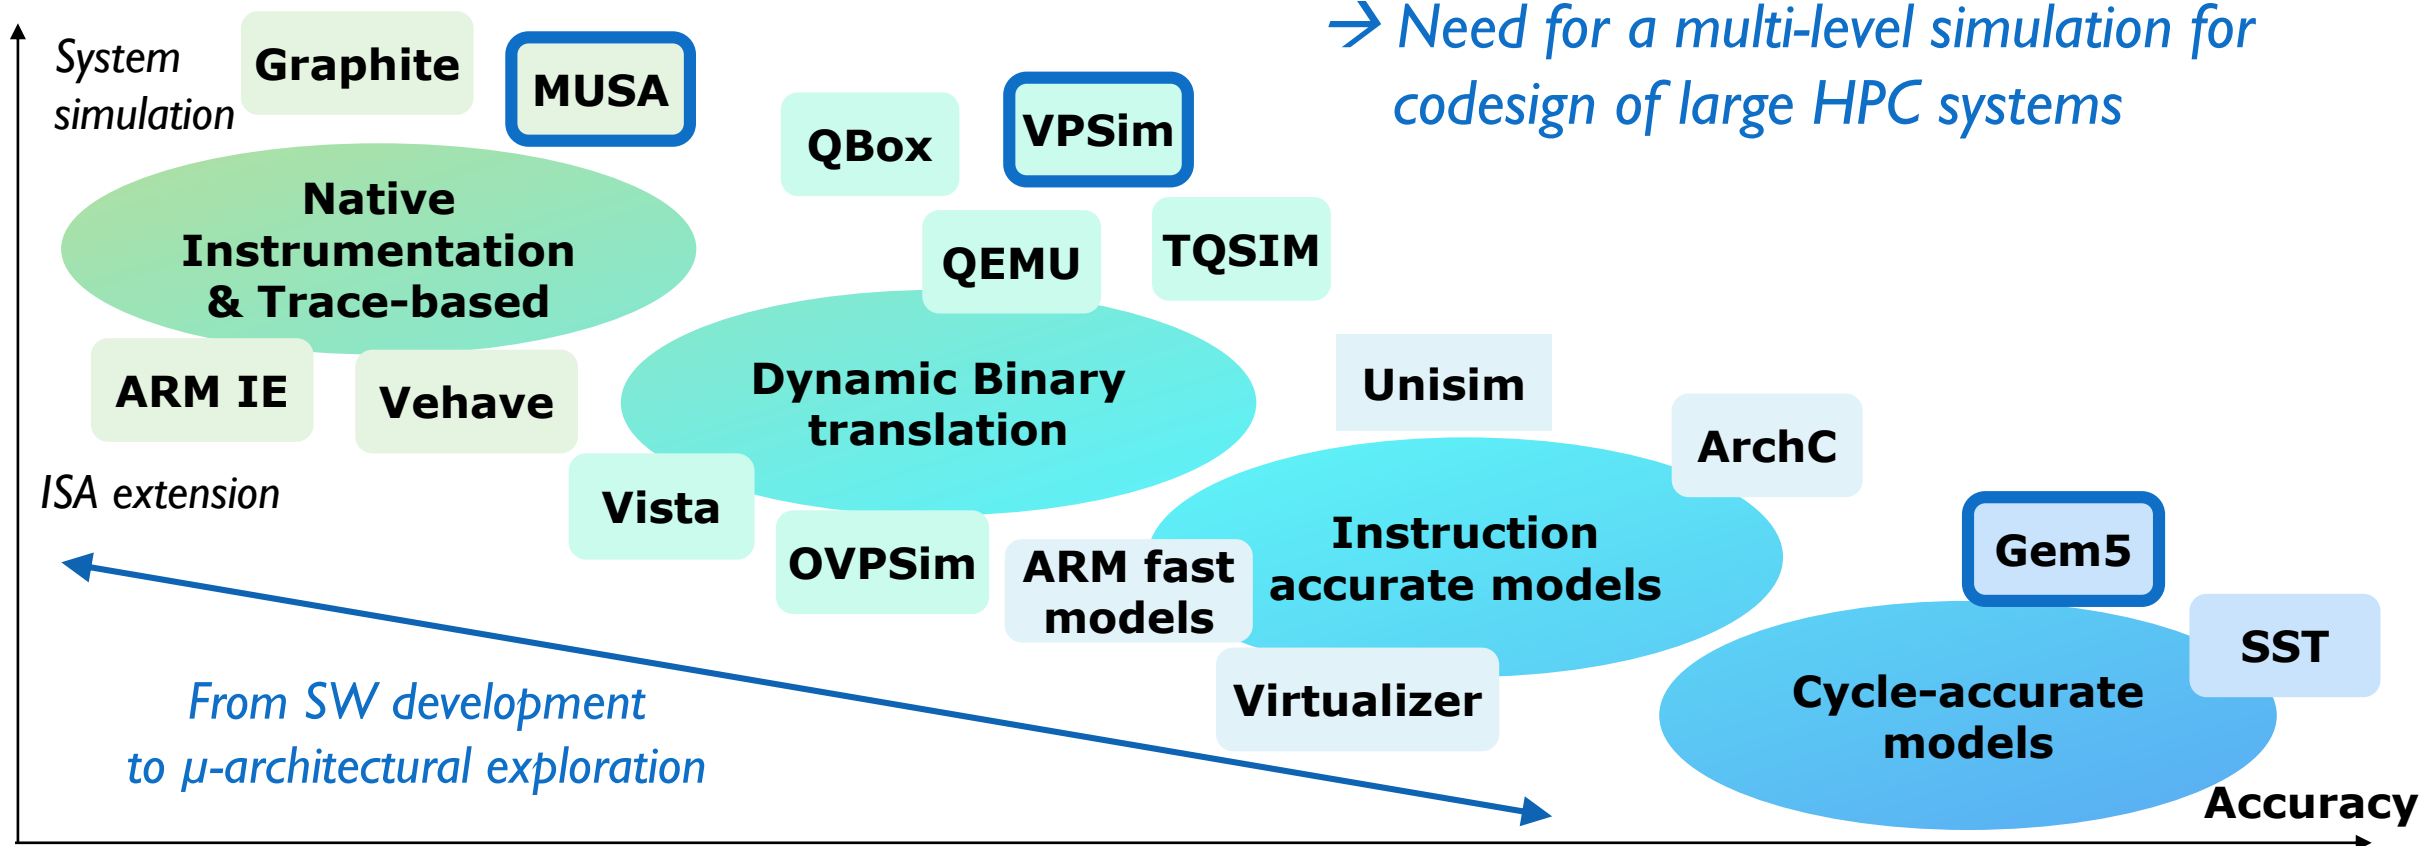 → Need for a multi-level simulation for
codesign of large HPC systems
System
simulation
Graphite
MUSA
QBox
VPSim
QEMU
TQSIM
Native
Instrumentation
& Trace-based
ARM IE
Vehave
Dynamic Binary
translation
Unisim
ArchC
ISA extension
Vista
OVPSim
ARM fast
models
Instruction
accurate models
Gem5
SST
Virtualizer
Cycle-accurate
models
From SW development
to μ-architectural exploration
Accuracy